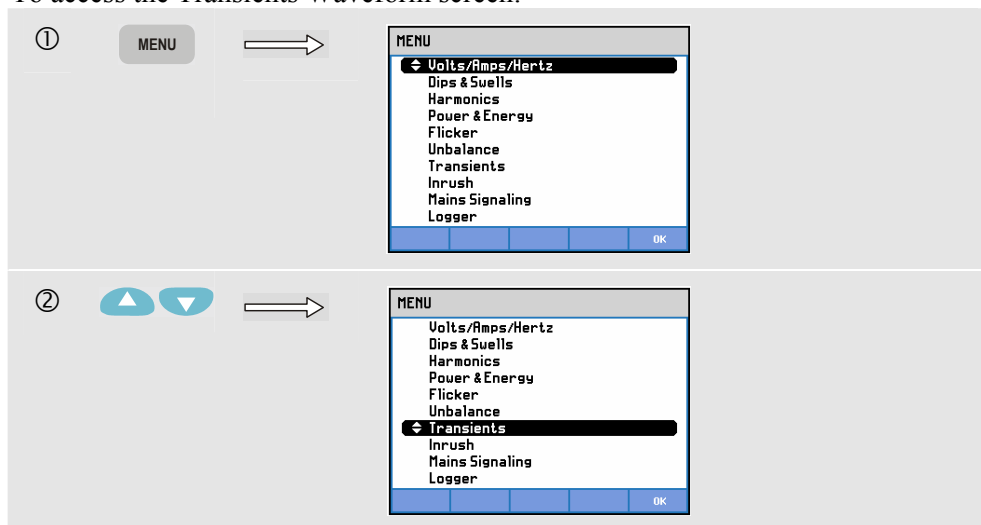 To access the Transients Waveform screen:
①
MENU
MENU
Volts/Amps/Hertz
Dips & Swells
Harmonics
Power & Energy
Flicker
Unbalance
Transients
Inrush
Mains Signaling
Logger
OK
②
MENU
Volts/Amps/Hertz
Dips & Swells
Harmonics
Power & Energy
Flicker
Unbalance
Transients
Inrush
Mains Signaling
Logger
OK